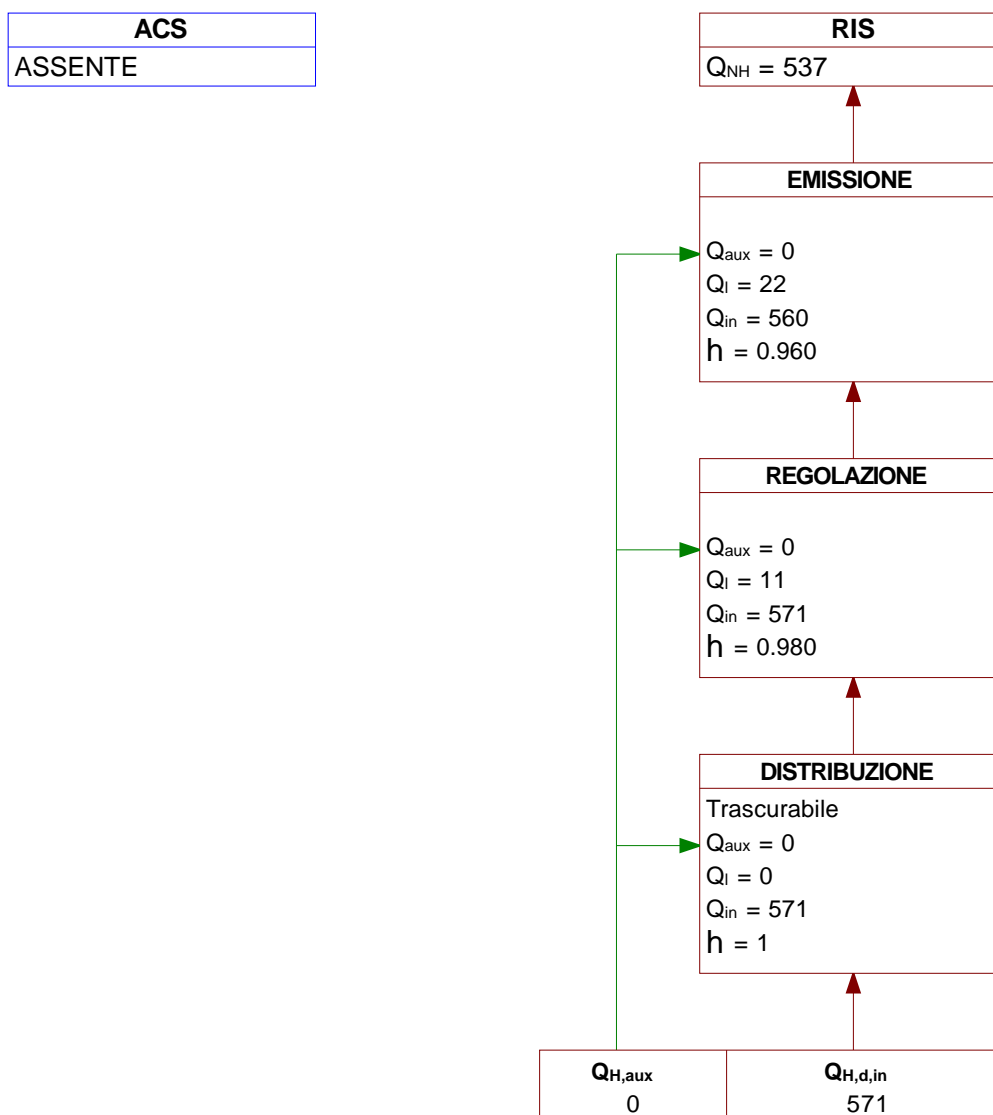 ACS
ASSENTE
RIS
QNH = 537
EMISSIONE
Qaux = 0
Ql = 22
Qin = 560
h = 0.960
REGOLAZIONE
Qaux = 0
Ql = 11
Qin = 571
h = 0.980
DISTRIBUZIONE
Trascurabile
Qaux = 0
Ql = 0
Qin = 571
h = 1
QH,aux
0
QH,d,in
571